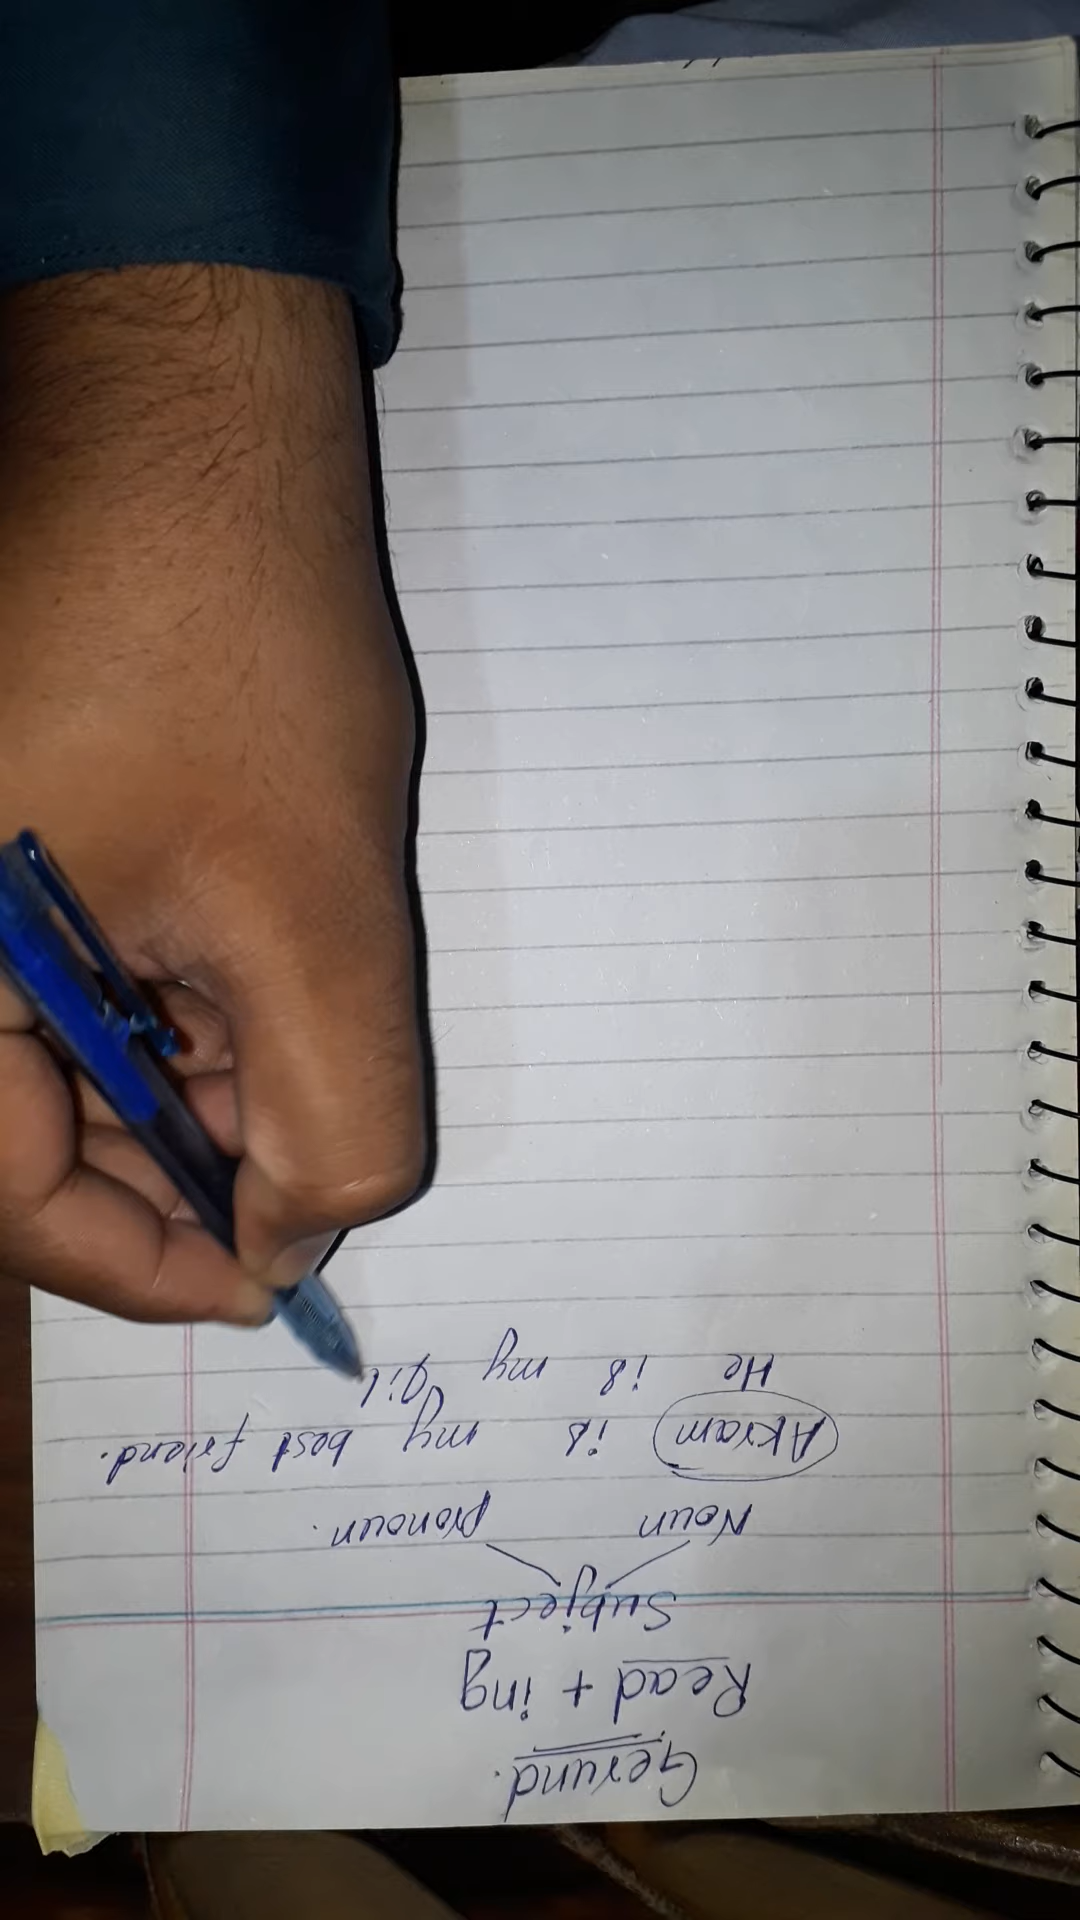 Gerund.
Read + ing
Subject
Noun pronoun.
Akram is my best friend.
He is my